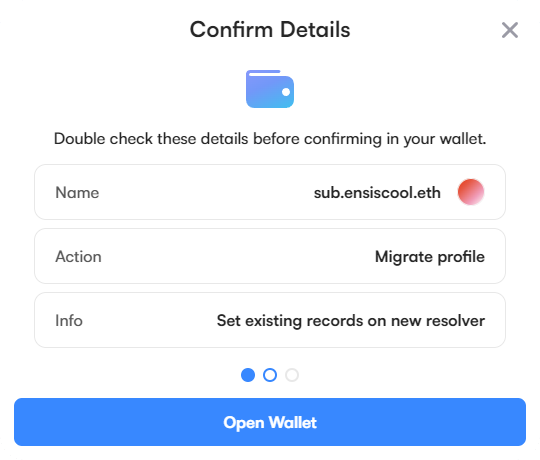 Confirm Details
Double check these details before confirming in your wallet.
Name sub.ensiscool.eth
Action Migrate profile
Info Set existing records on new resolver
Open Wallet